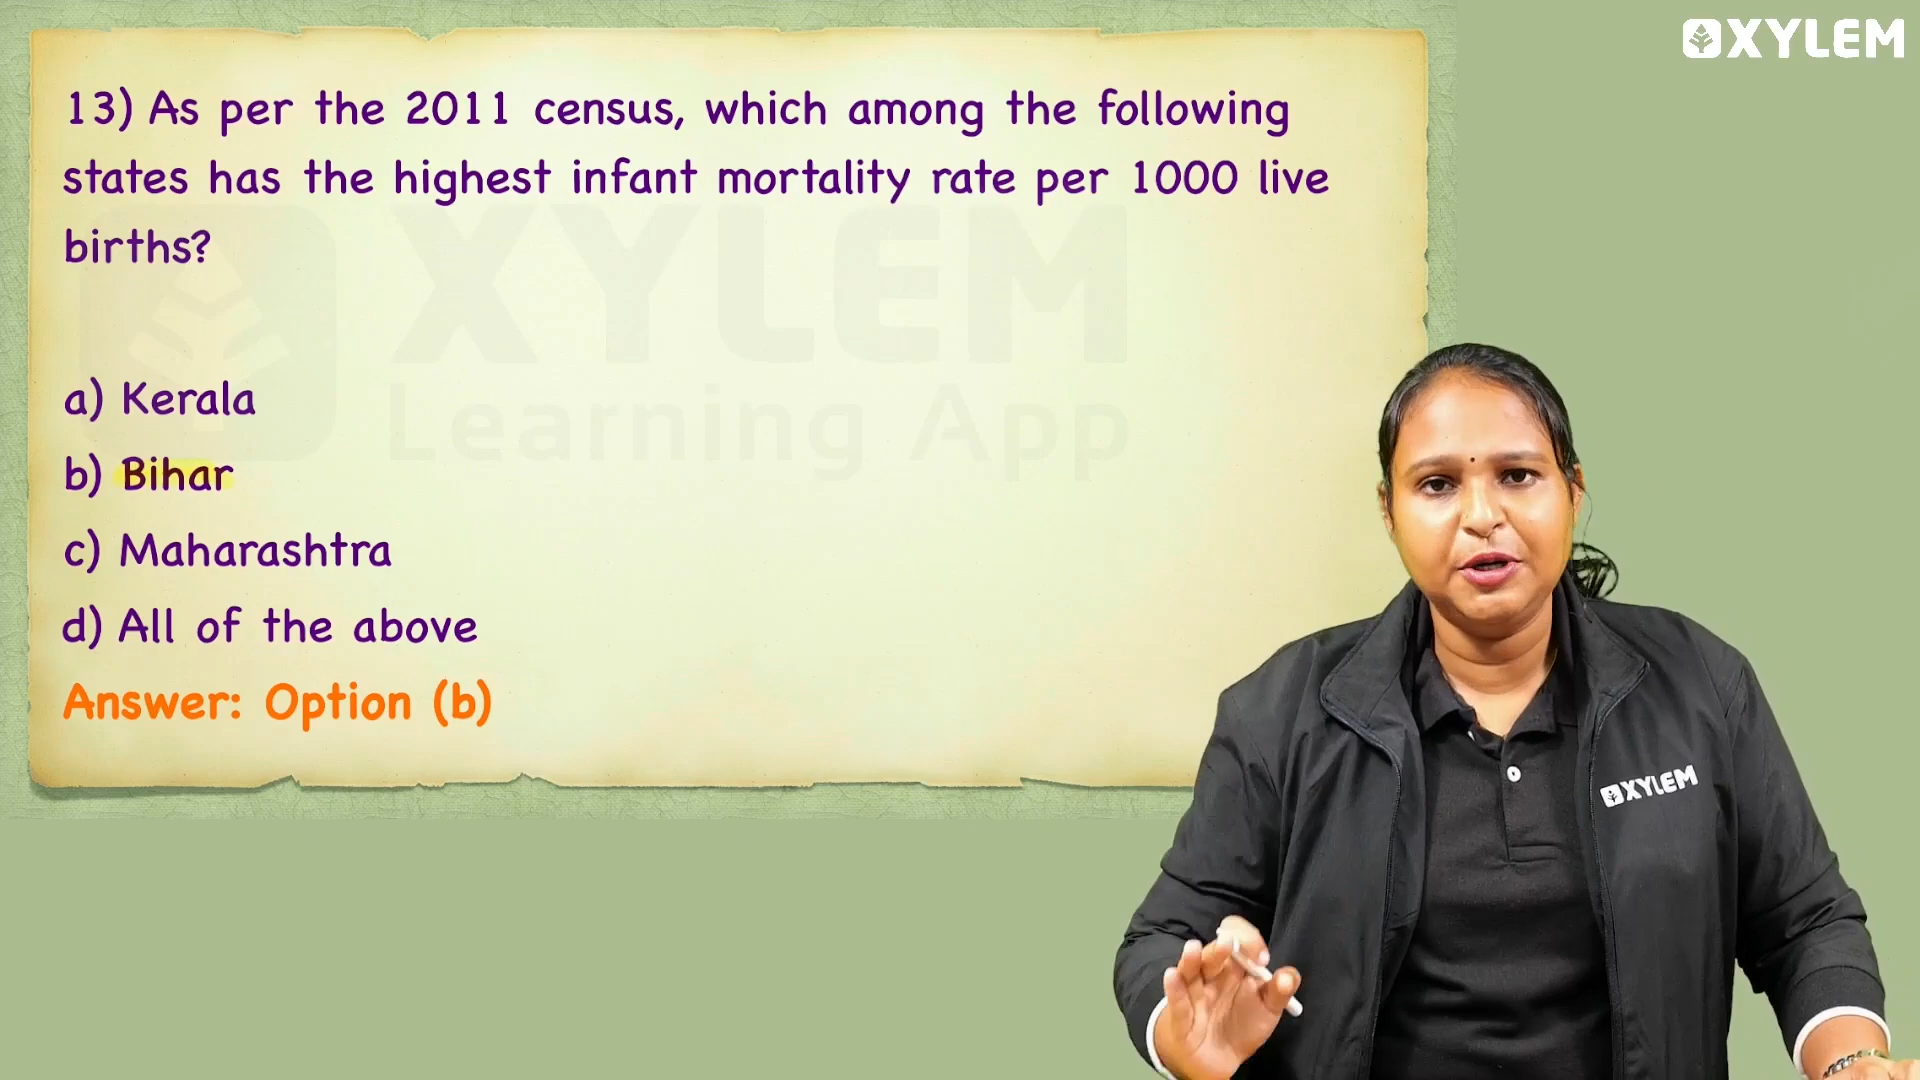 XYLEM
13) As per the 2011 census, which among the following
states has the highest infant mortality rate per 1000 live
births?
XYLEM
Learning App
a) Kerala
b) Bihar
c) Maharashtra
d) All of the above
Answer: Option (b)
XYLEM